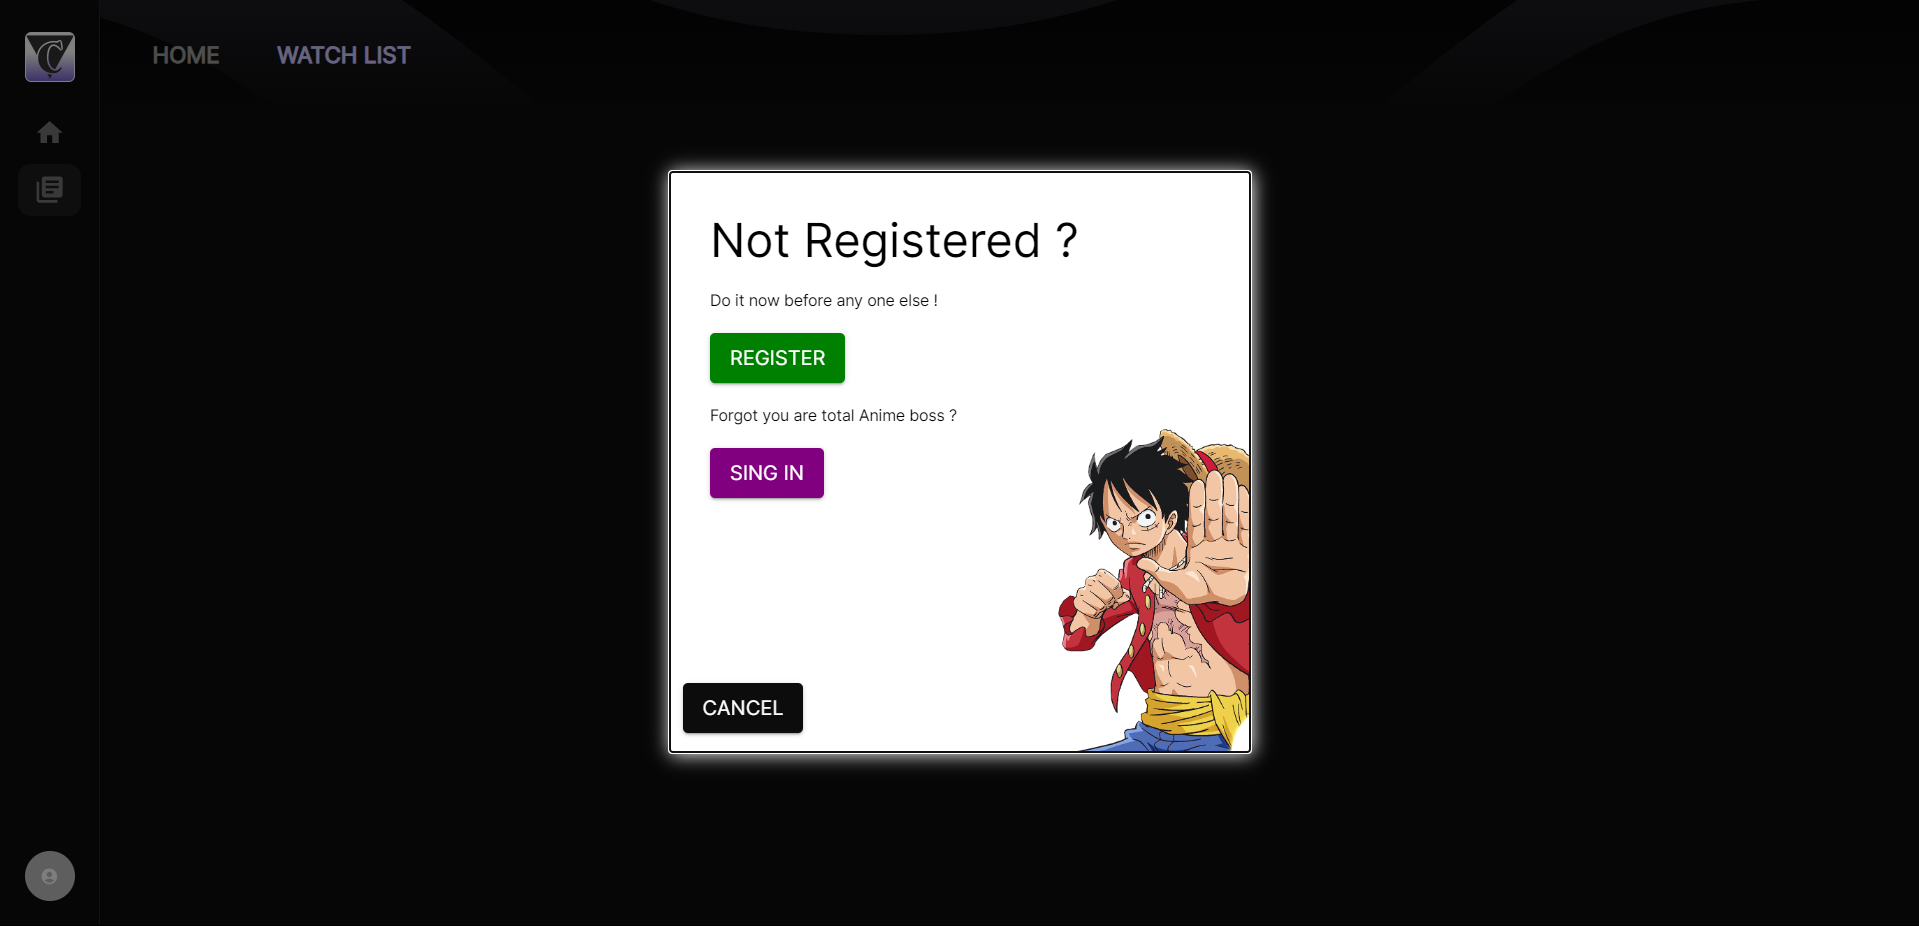 HOME
WATCH LIST
Not Registered ?
Do it now before any one else !
REGISTER
Forgot you are total Anime boss ?
SING IN
CANCEL